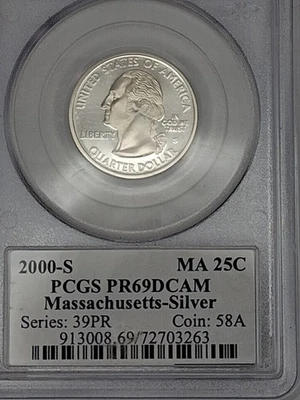 UNITED STATES OF AMERICA
LIBERTY
IN GOD WE TRUST
S
QUARTER DOLLAR
2000-S MA 25C
PCGS PR69DCAM
Massachusetts-Silver
Series: 39PR Coin: 58A
913008.69/72703263